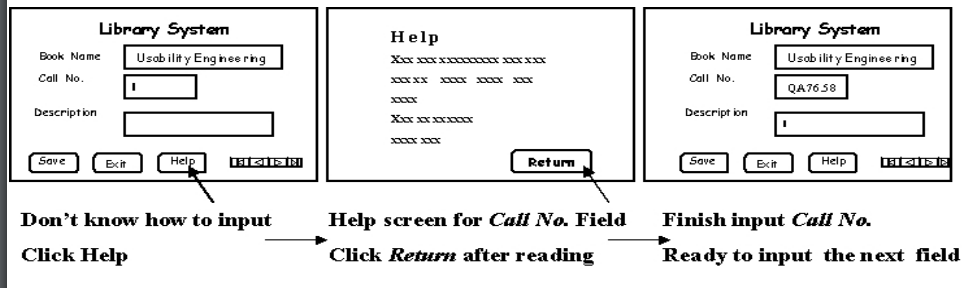 Library System
Book Name
Usability Engineering
Call No.
Description
Save
Exit
Help
Help
Xxx xxx xxxxxxxxxx xxx xxx
xxx xx xxxx xxxx xxx
xxxx
Xxx xx xxxxxxx
xxxx xxx
Return
Library System
Book Name
Usability Engineering
Call No.
QA76.58
Description
Save
Exit
Help
Don't know how to input
Click Help
Help screen for Call No. Field
Click Return after reading
Finish input Call No.
Ready to input the next field